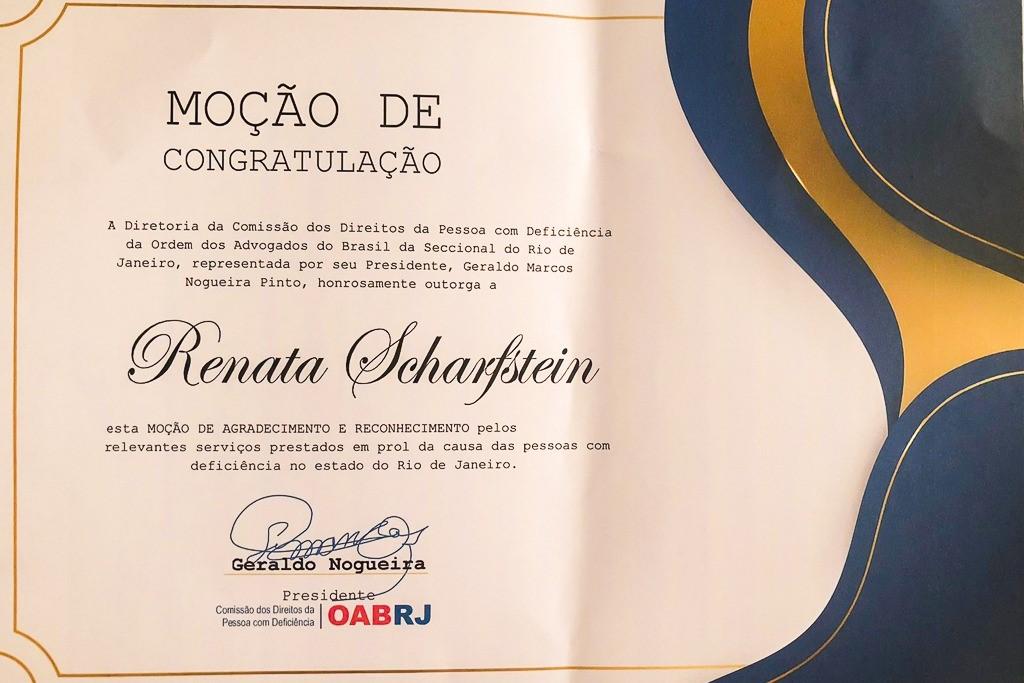 MOÇÃO DE
CONGRATULAÇÃO
A Diretoria da Comissão dos Direitos da Pessoa com Deficiência
da Ordem dos Advogados do Brasil da Seccional do Rio de
Janeiro, representada por seu Presidente, Geraldo Marcos
Nogueira Pinto, honrosamente outorga a
Renata Scharfstein
esta MOÇÃO DE AGRADECIMENTO E RECONHECIMENTO pelos
relevantes serviços prestados em prol da causa das pessoas com
deficiência no estado do Rio de Janeiro.
Geraldo Nogueira
Presidente
Comissão dos Direitos da
Pessoa com Deficiência
OABRJ